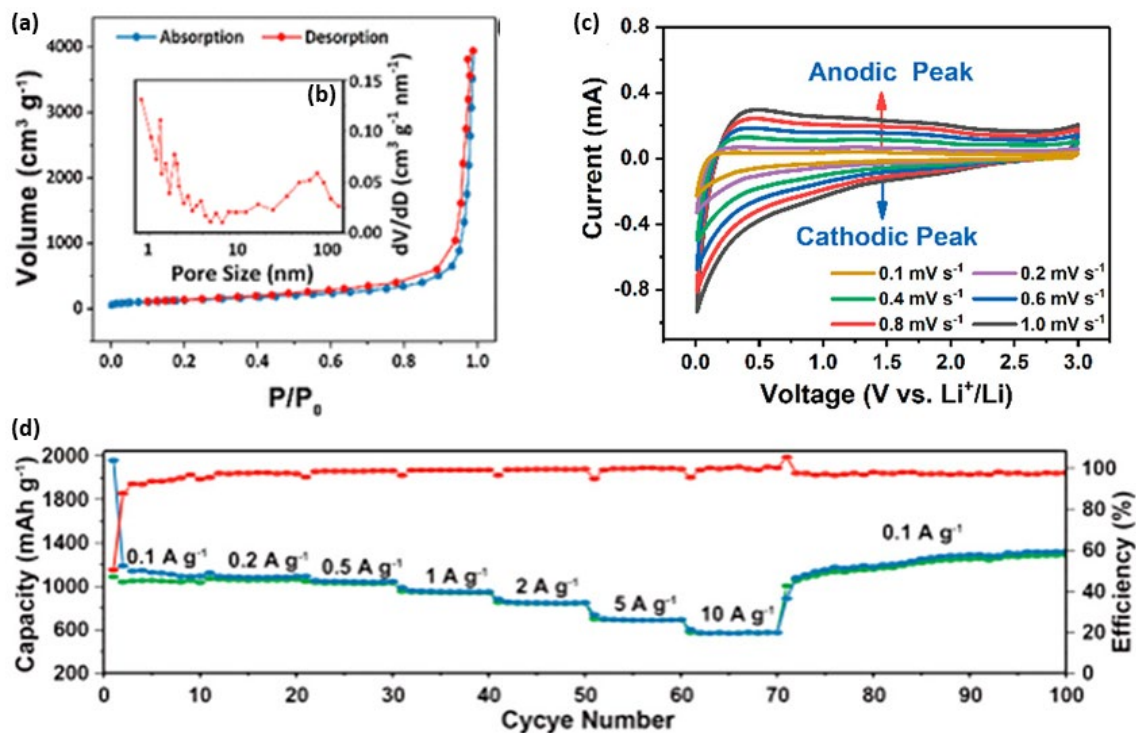 (a)
Absorption Desorption
4000
3000
2000
1000
0
Volume (cm³ g⁻¹)
0.0 0.2 0.4 0.6 0.8 1.0
P/P₀
(b)
0.15
0.10
0.05
0.00
dV/dD (cm³ g⁻¹ nm⁻¹)
1 10 100
Pore Size (nm)
(c)
0.8
0.4
0.0
-0.4
-0.8
Current (mA)
Anodic Peak
Cathodic Peak
0.1 mV s⁻¹ 0.2 mV s⁻¹
0.4 mV s⁻¹ 0.6 mV s⁻¹
0.8 mV s⁻¹ 1.0 mV s⁻¹
0.0 0.5 1.0 1.5 2.0 2.5 3.0
Voltage (V vs. Li⁺/Li)
(d)
2000
1800
1400
1000
600
200
Capacity (mAh g⁻¹)
0.1 A g⁻¹ 0.2 A g⁻¹ 0.5 A g⁻¹ 1 A g⁻¹ 2 A g⁻¹ 5 A g⁻¹ 10 A g⁻¹ 0.1 A g⁻¹
100
80
60
40
20
0
Efficiency (%)
0 10 20 30 40 50 60 70 80 90 100
Cycye Number